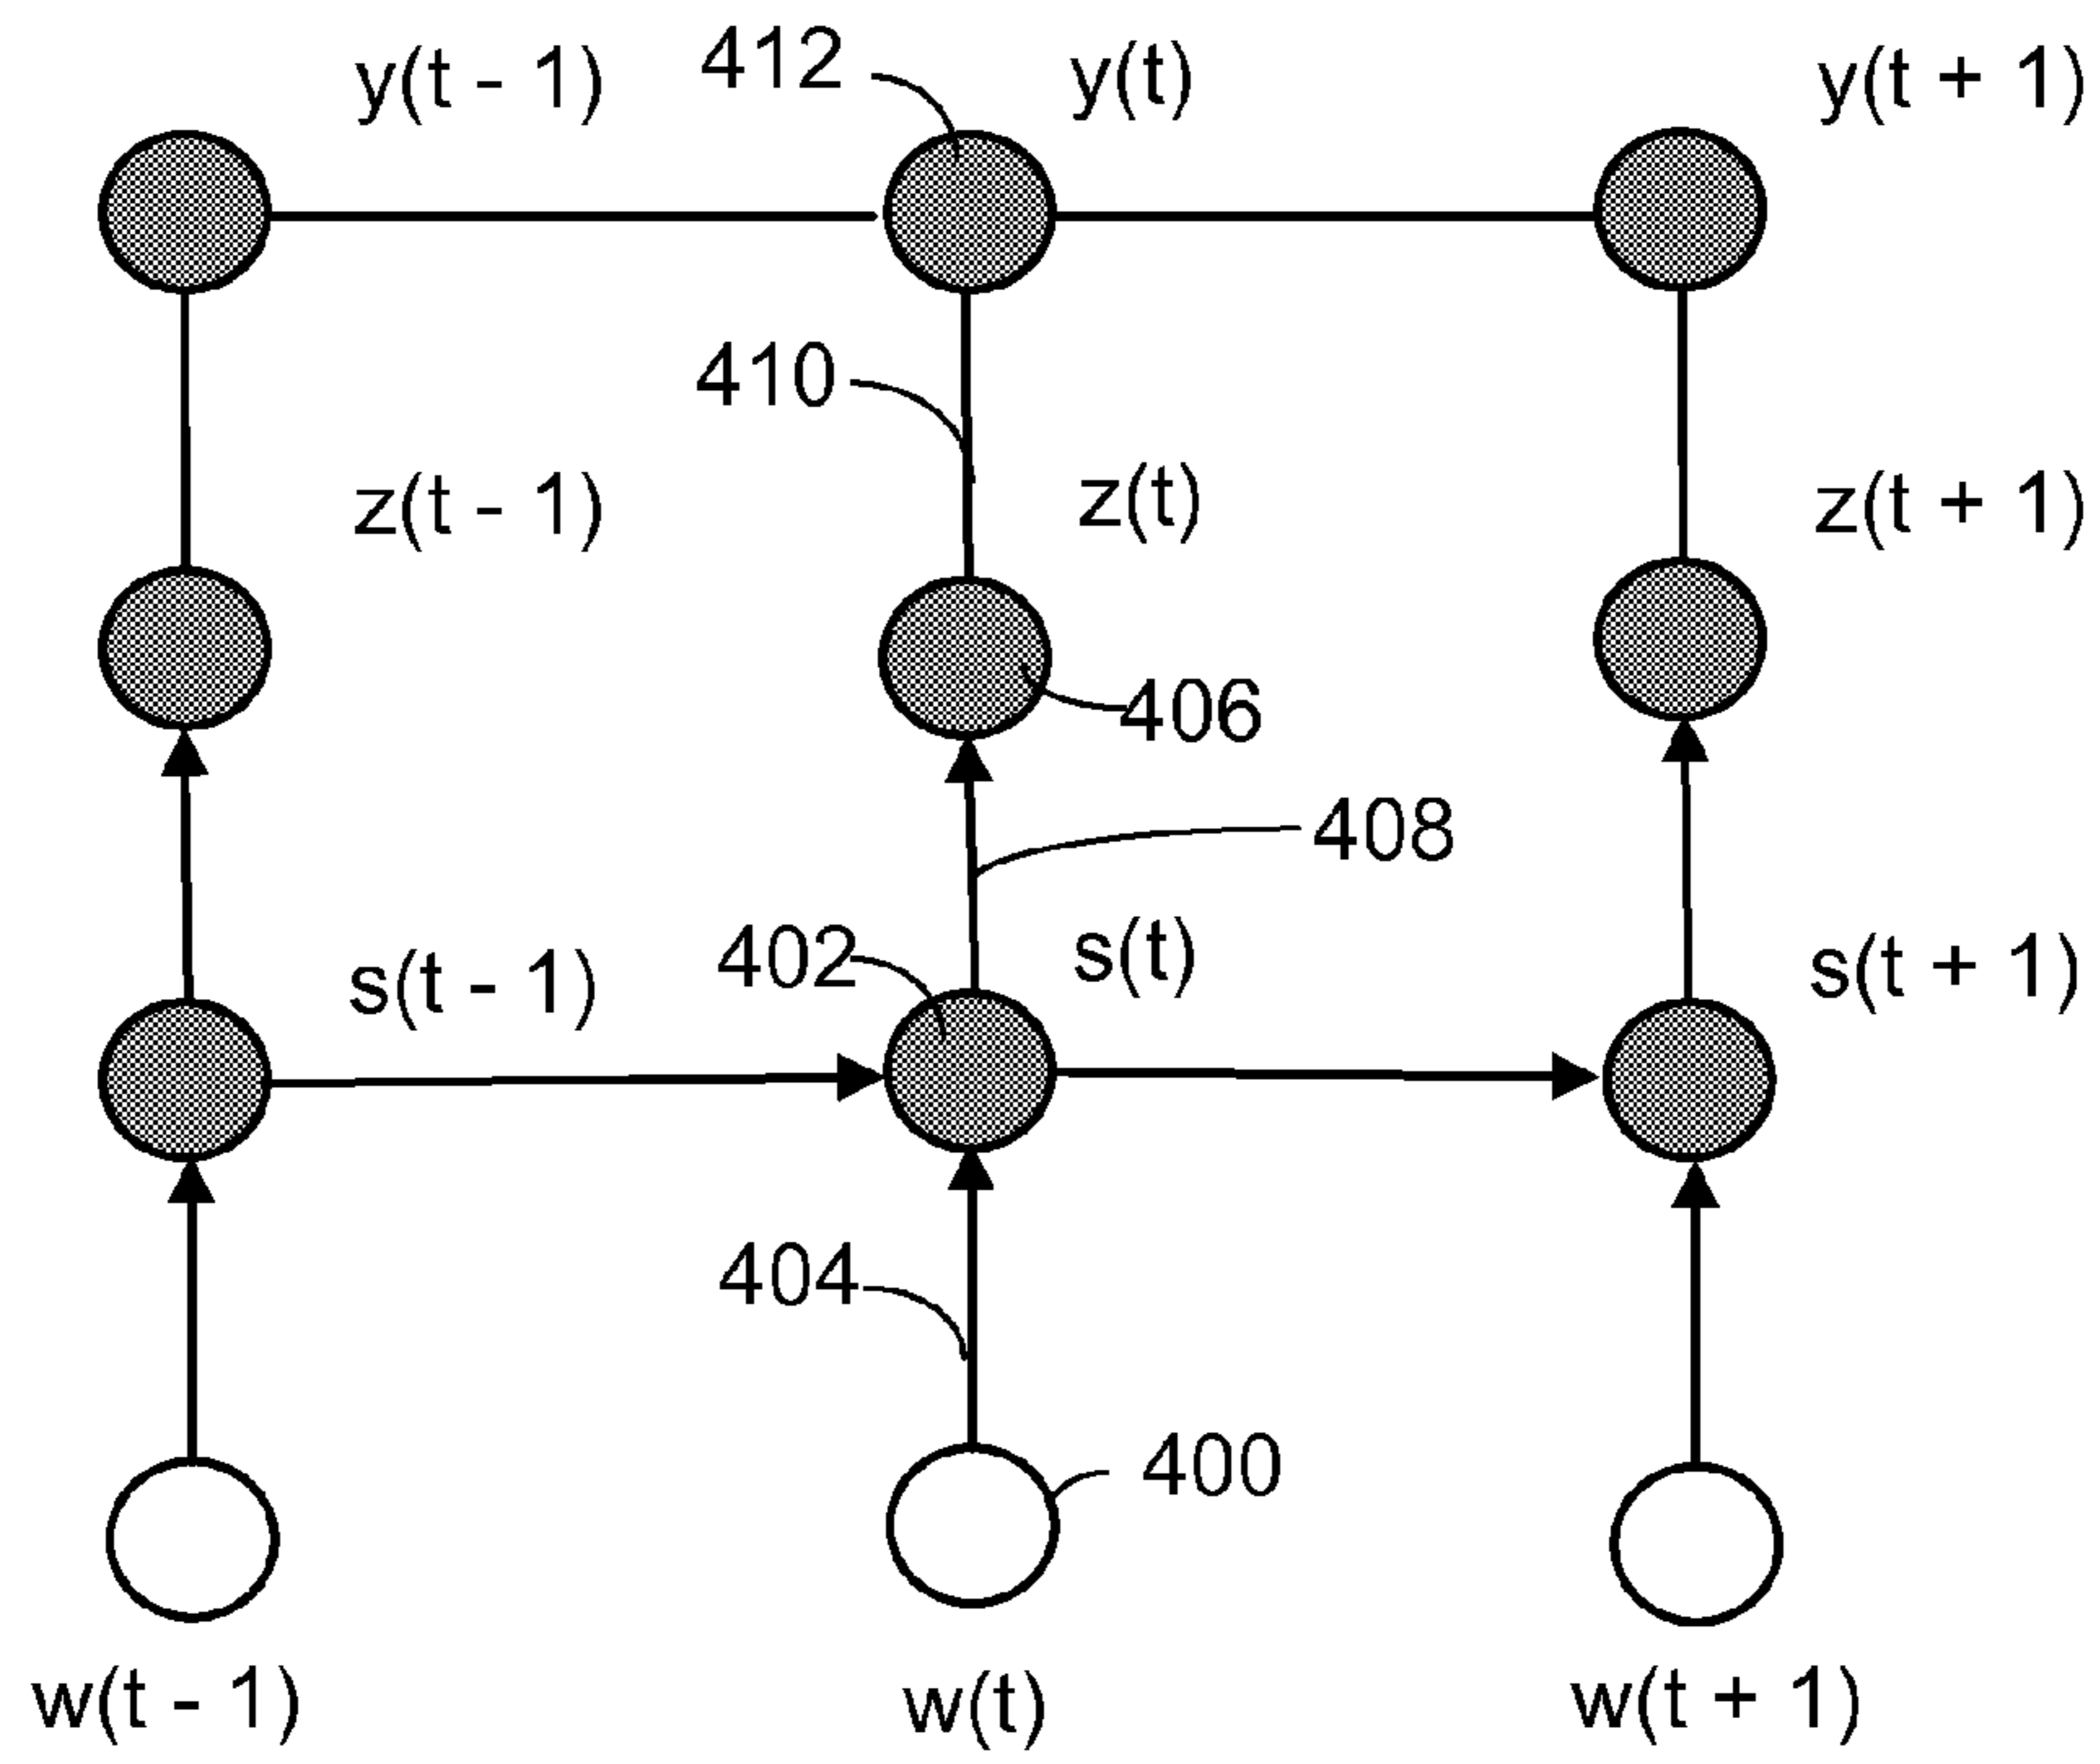 y(t - 1) 412 y(t) y(t + 1)
410
z(t - 1) z(t) z(t + 1)
406
408
402
s(t - 1) s(t) s(t + 1)
404
400
w(t - 1) w(t) w(t + 1)